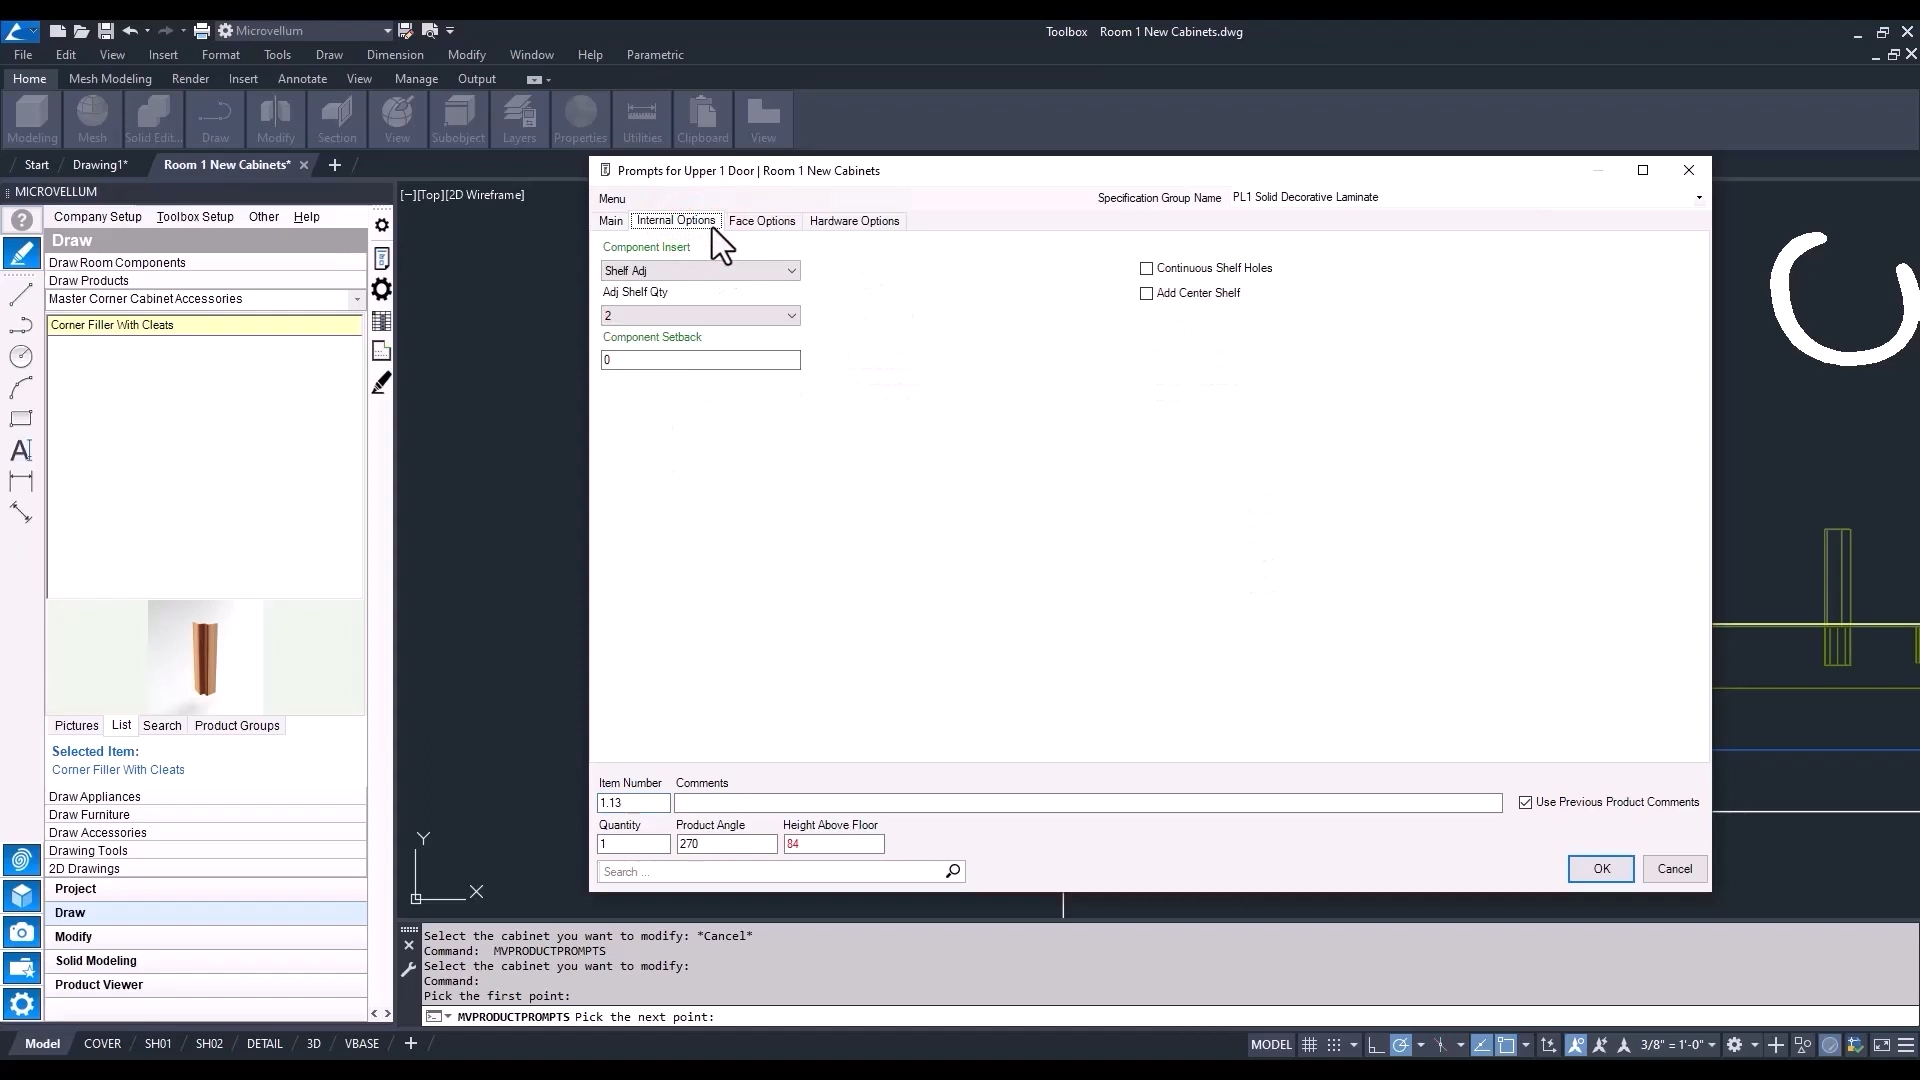 Microvellum
Toolbox Room 1 New Cabinets.dwg
File Edit View Insert Format Tools Draw Dimension Modify Window Help Parametric
Home Mesh Modeling Render Insert Annotate View Manage Output
Modeling Mesh Solid Edit... Draw Modify Section View Subobject Layers Properties Utilities Clipboard View
Start Drawing1* Room 1 New Cabinets*
MICROVELLUM
[−][Top][2D Wireframe]
Company Setup Toolbox Setup Other Help
Draw
Draw Room Components
Draw Products
Master Corner Cabinet Accessories
Corner Filler With Cleats
Pictures List Search Product Groups
Selected Item:
Corner Filler With Cleats
Draw Appliances
Draw Furniture
Draw Accessories
Drawing Tools
2D Drawings
Project
Draw
Modify
Solid Modeling
Product Viewer
Prompts for Upper 1 Door | Room 1 New Cabinets
Menu
Specification Group Name PL1 Solid Decorative Laminate
Main Internal Options Face Options Hardware Options
Component Insert
Shelf Adj
Adj Shelf Qty
2
Component Setback
0
Continuous Shelf Holes
Add Center Shelf
Item Number Comments
1.13
Use Previous Product Comments
Quantity Product Angle Height Above Floor
1 270 84
Search ...
OK Cancel
Y
X
Select the cabinet you want to modify: *Cancel*
Command: MVPRODUCTPROMPTS
Select the cabinet you want to modify:
Command:
Pick the first point:
MVPRODUCTPROMPTS Pick the next point:
Model COVER SH01 SH02 DETAIL 3D VBASE
MODEL 3/8" = 1'-0"